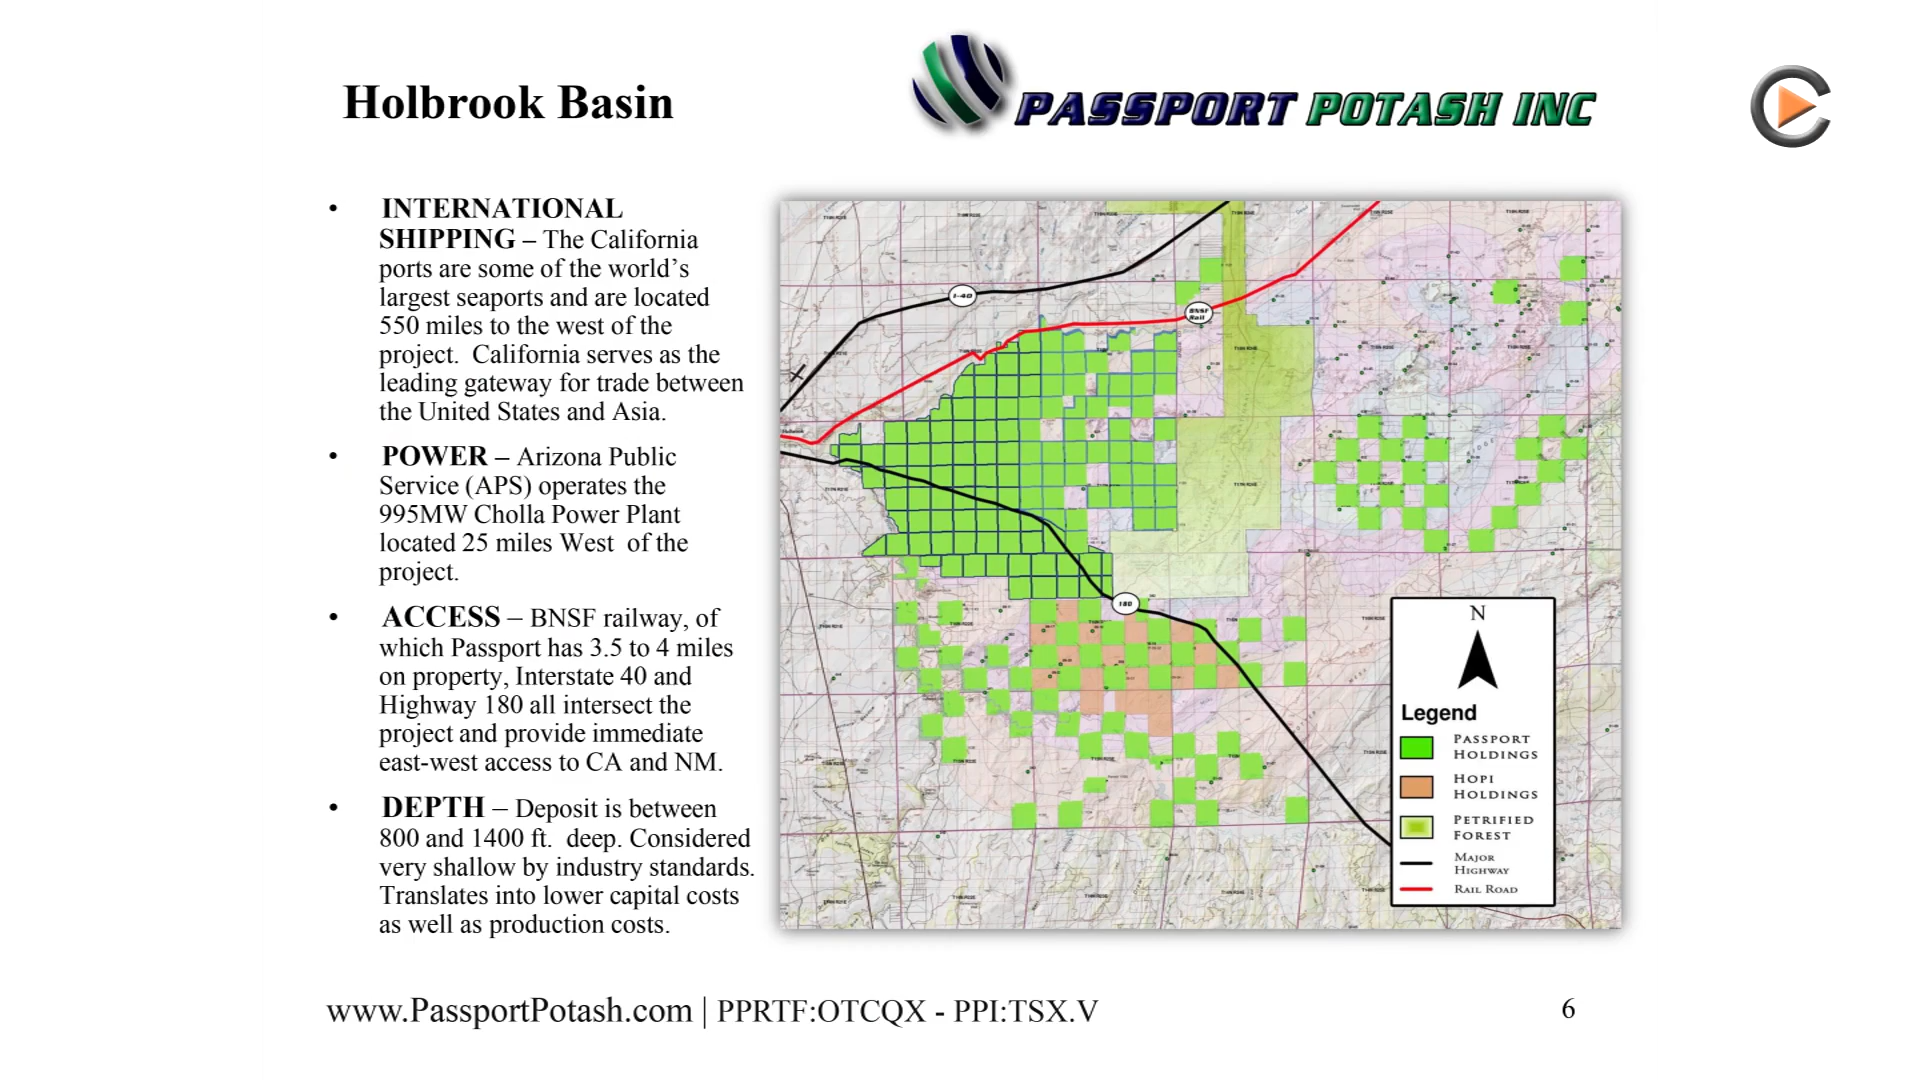 Holbrook Basin
PASSPORT POTASH INC
• INTERNATIONAL
SHIPPING – The California
ports are some of the world’s
largest seaports and are located
550 miles to the west of the
project. California serves as the
leading gateway for trade between
the United States and Asia.
• POWER – Arizona Public
Service (APS) operates the
995MW Cholla Power Plant
located 25 miles West of the
project.
• ACCESS – BNSF railway, of
which Passport has 3.5 to 4 miles
on property, Interstate 40 and
Highway 180 all intersect the
project and provide immediate
east-west access to CA and NM.
• DEPTH – Deposit is between
800 and 1400 ft. deep. Considered
very shallow by industry standards.
Translates into lower capital costs
as well as production costs.
I-40
BNSF
Rail
180
N
Legend
PASSPORT
HOLDINGS
HOPI
HOLDINGS
PETRIFIED
FOREST
MAJOR
HIGHWAY
RAIL ROAD
www.PassportPotash.com | PPRTF:OTCQX - PPI:TSX.V
6